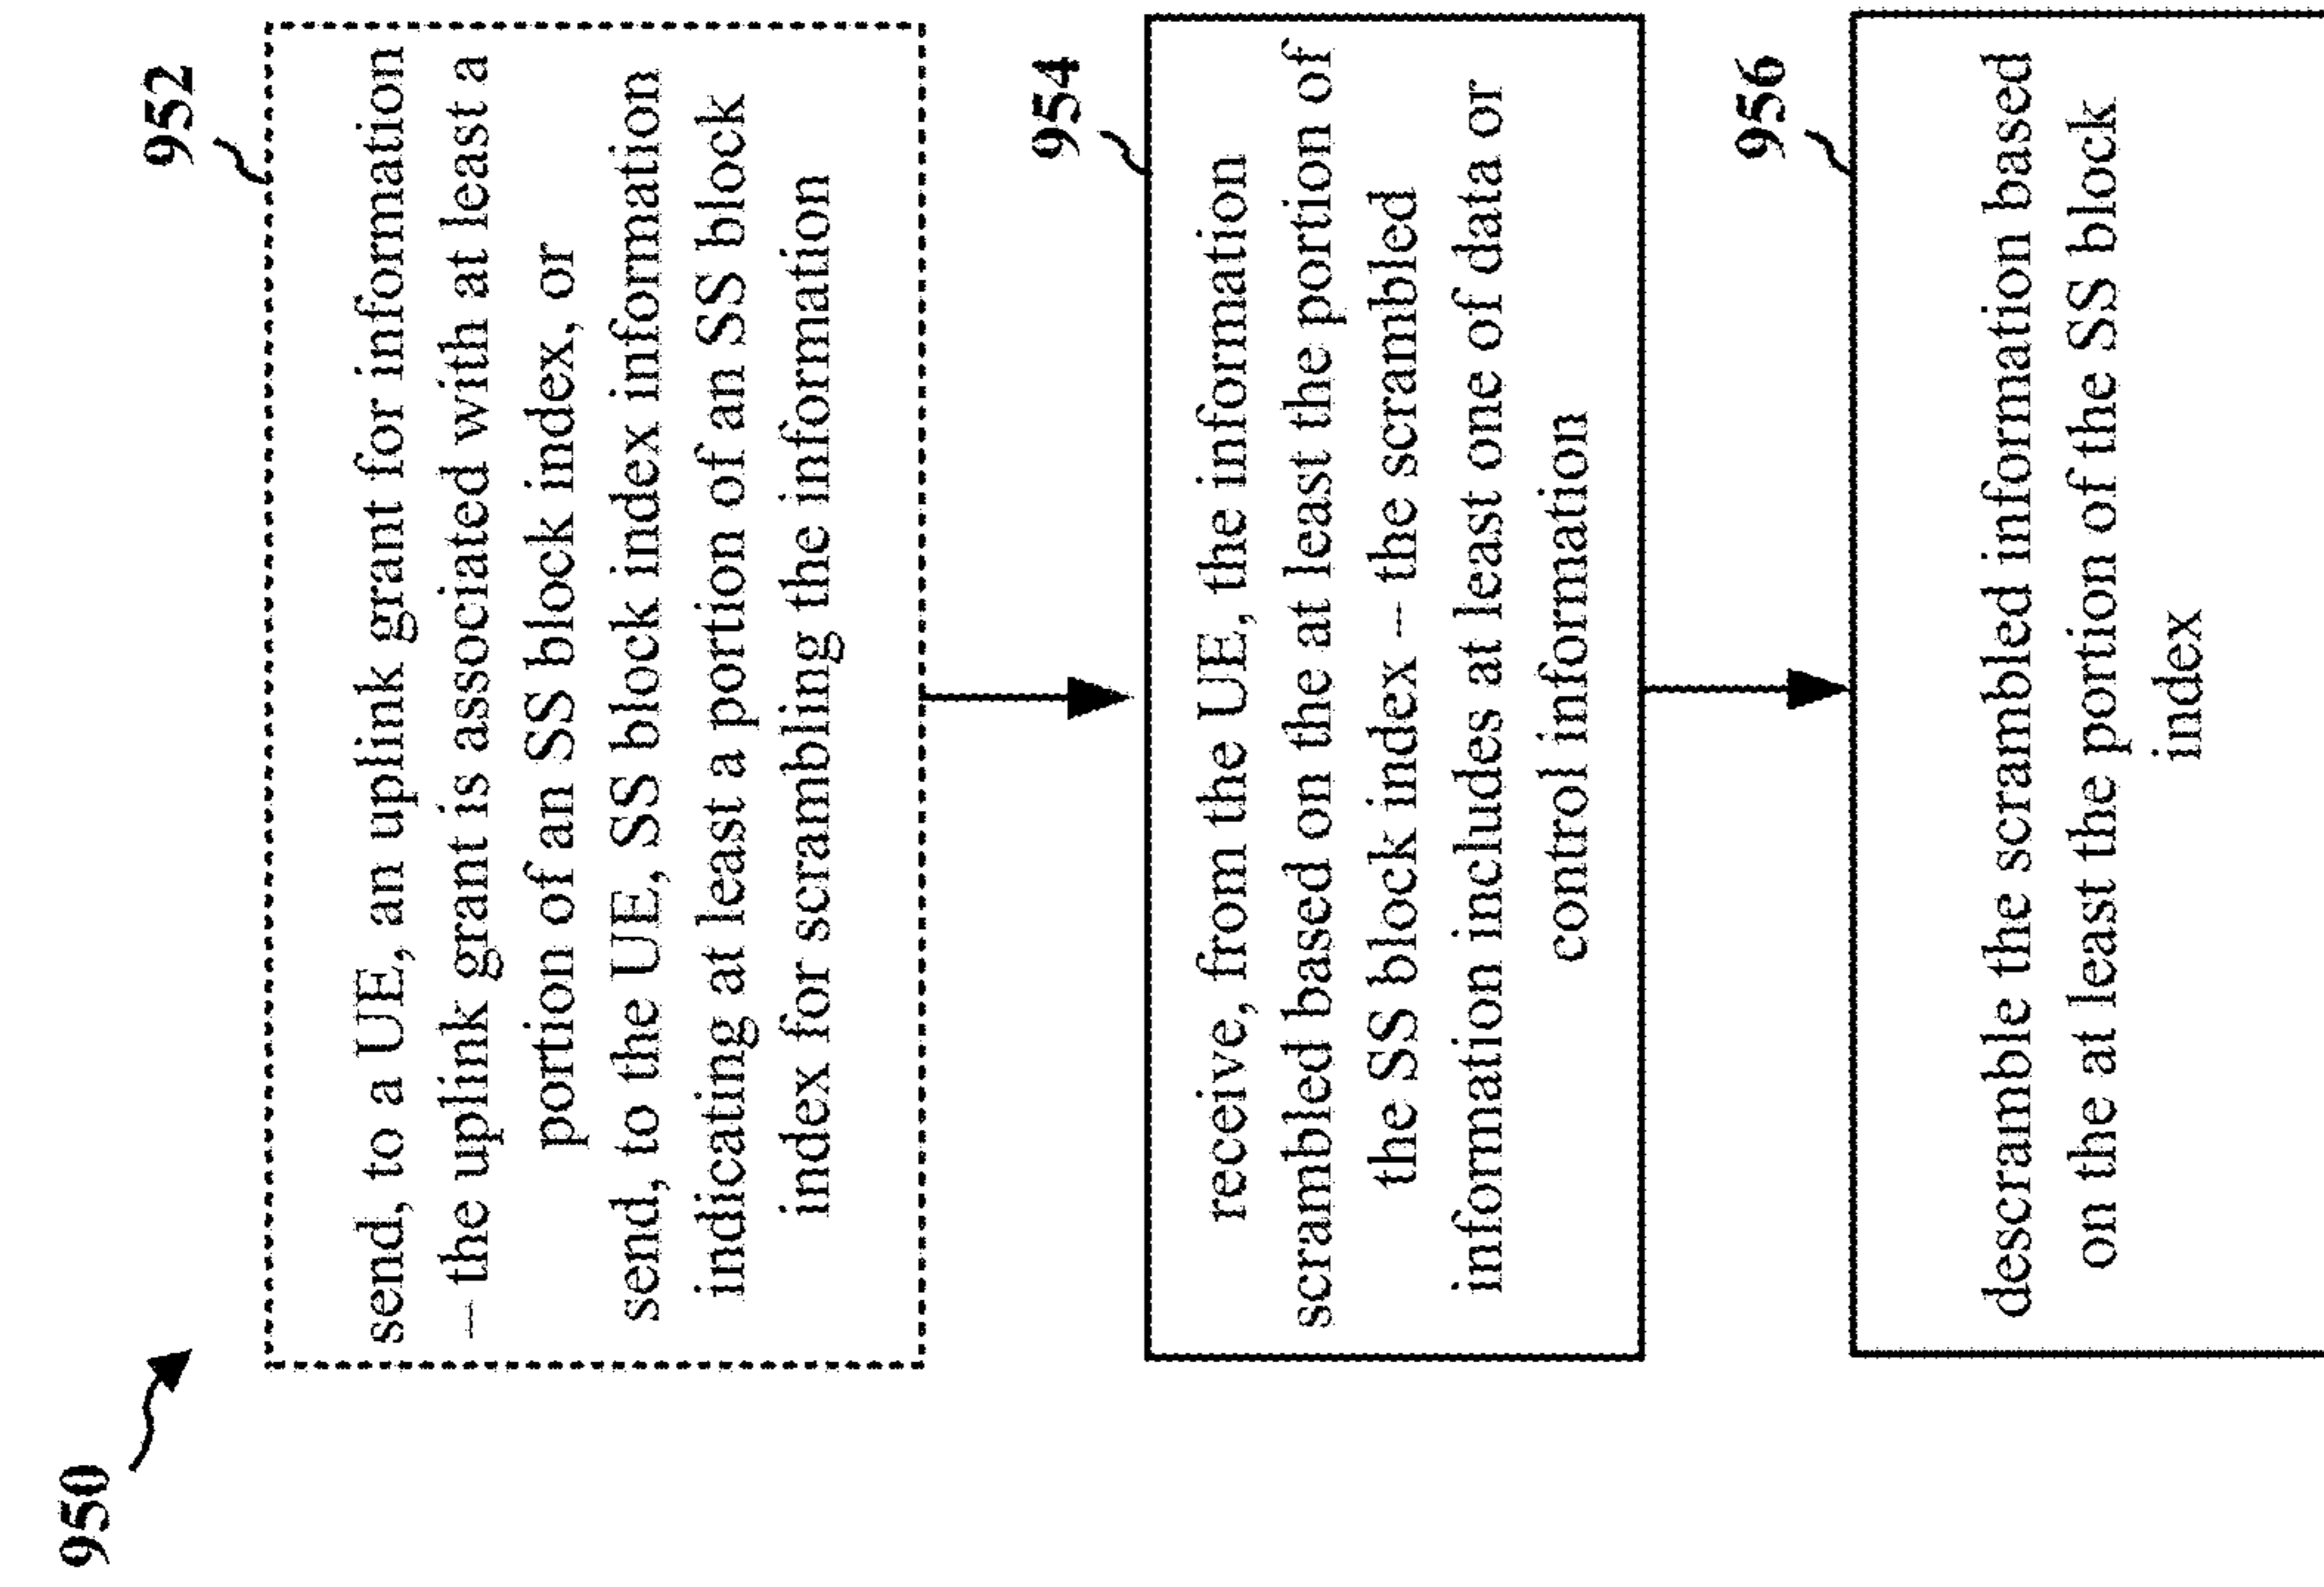 950
952
send, to a UE, an uplink grant for information
– the uplink grant is associated with at least a
portion of an SS block index, or
send, to the UE, SS block index information
indicating at least a portion of an SS block
index for scrambling the information
954
receive, from the UE, the information
scrambled based on the at least the portion of
the SS block index – the scrambled
information includes at least one of data or
control information
956
descramble the scrambled information based
on the at least the portion of the SS block
index